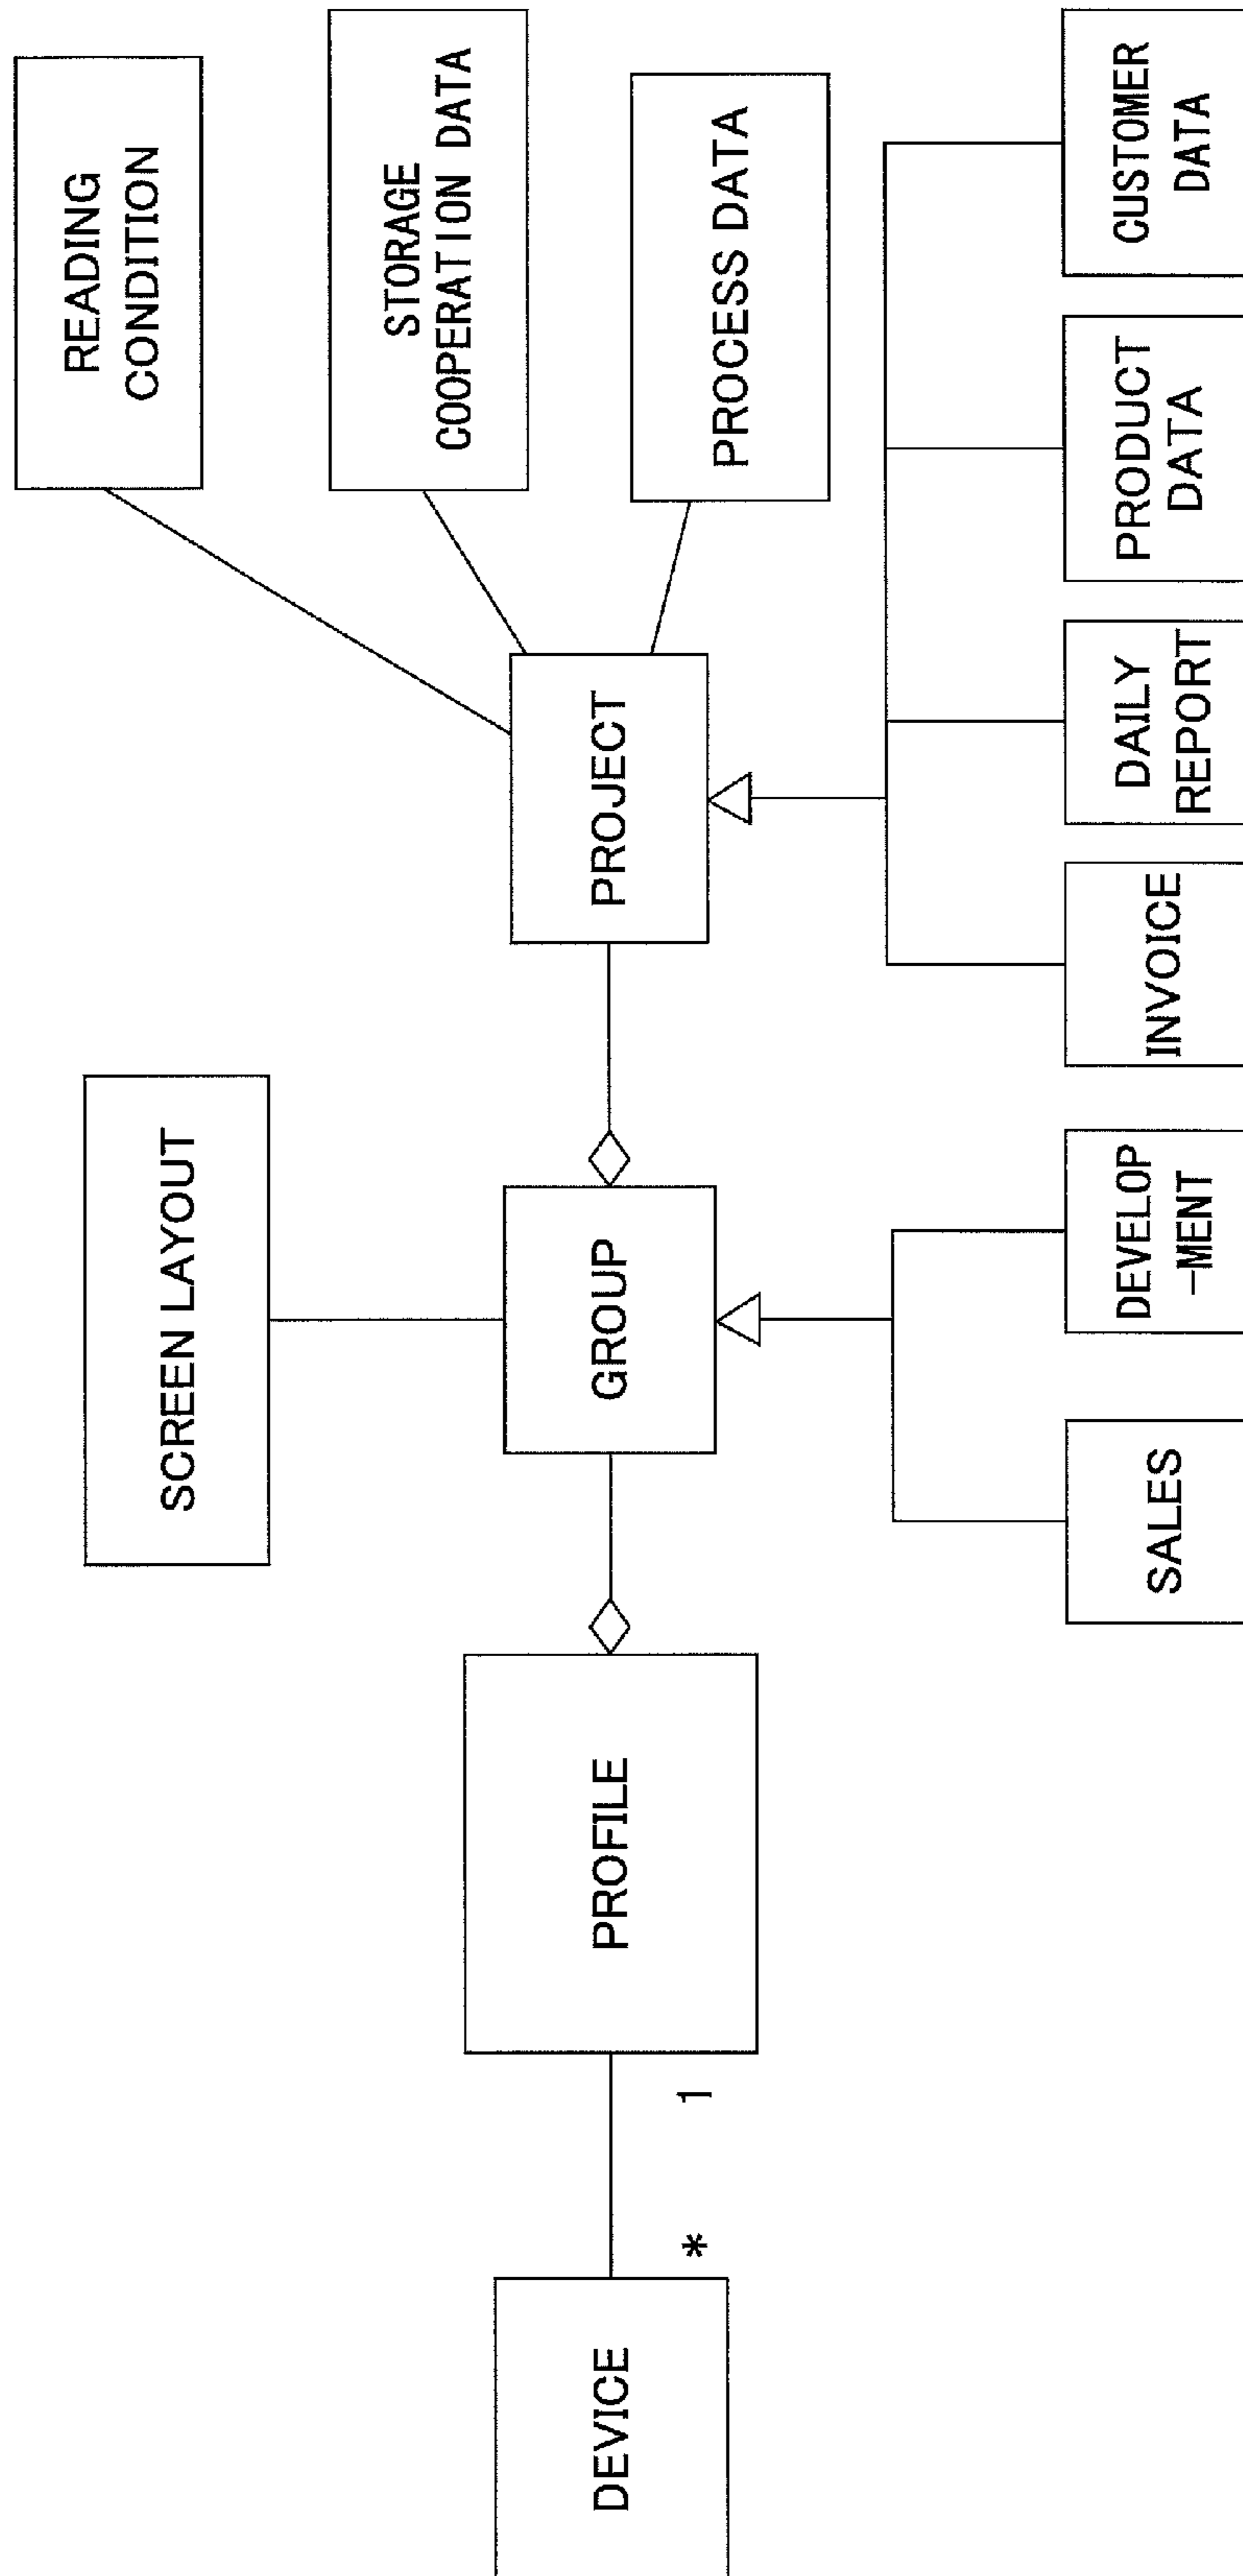 READING
CONDITION
STORAGE
COOPERATION DATA
PROCESS DATA
SCREEN LAYOUT
DEVICE
*
1
PROFILE
GROUP
PROJECT
SALES
DEVELOP
-MENT
INVOICE
DAILY
REPORT
PRODUCT
DATA
CUSTOMER
DATA